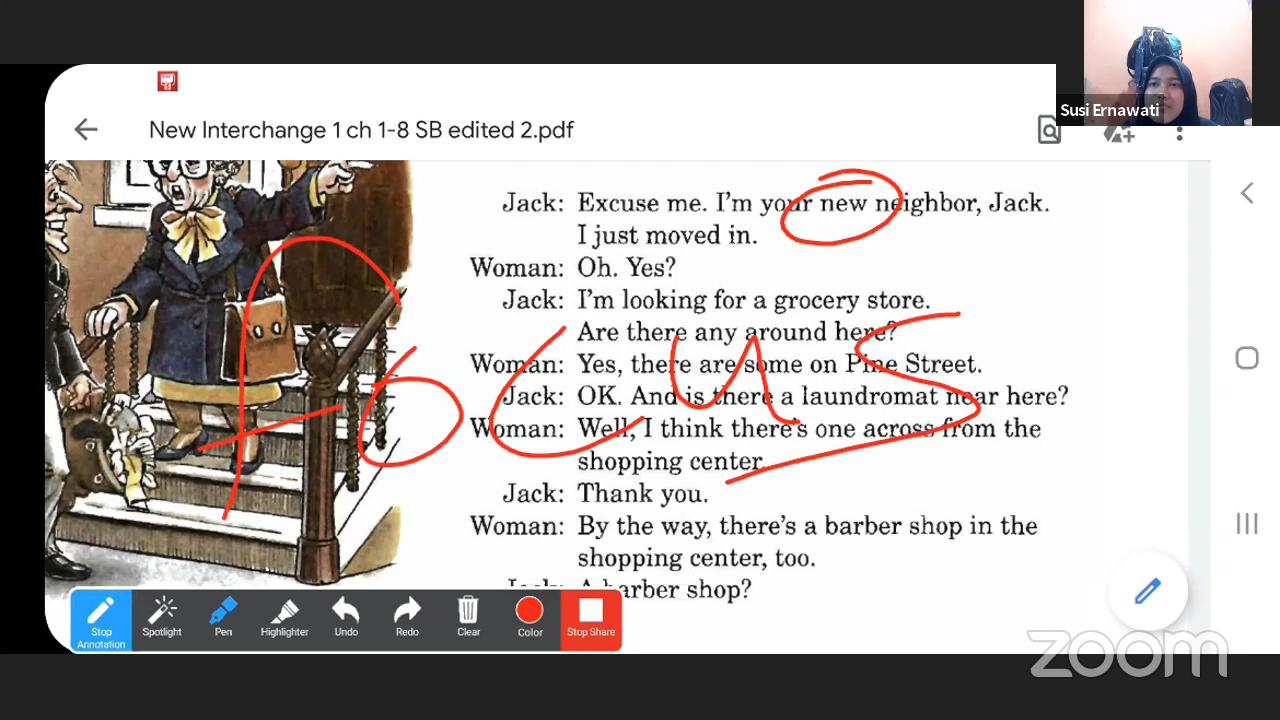 Susi Ernawati
New Interchange 1 ch 1-8 SB edited 2.pdf
Jack: Excuse me. I'm your new neighbor, Jack.
I just moved in.
Woman: Oh. Yes?
Jack: I'm looking for a grocery store.
Are there any around here?
Woman: Yes, there are some on Pine Street.
Jack: OK. And is there a laundromat near here?
Woman: Well, I think there's one across from the
shopping center.
Jack: Thank you.
Woman: By the way, there's a barber shop in the
shopping center, too.
Jack: A barber shop?
focus
Stop Annotation Spotlight Pen Highlighter Undo Redo Clear Color Stop Share
zoom